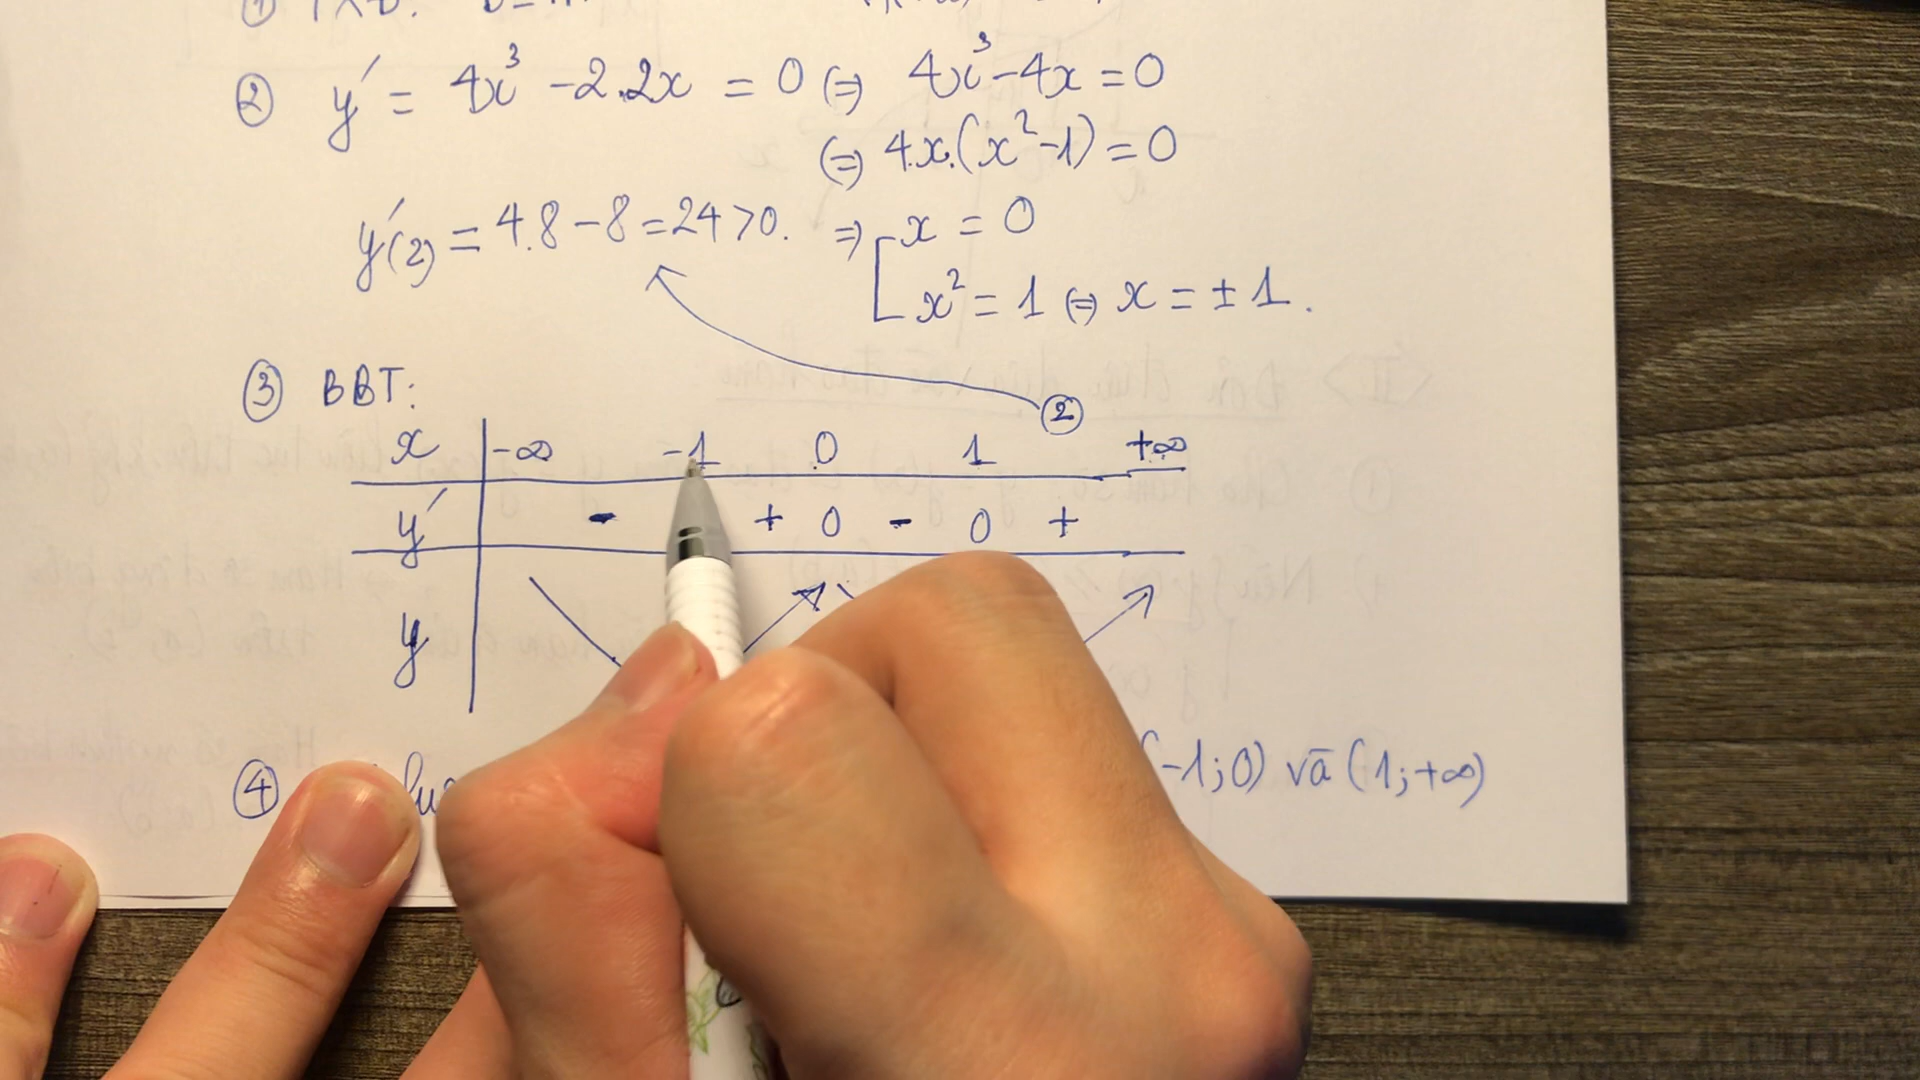 ② y′ = 4x³ - 2.2x = 0 (=) 4x³ - 4x = 0
(=) 4.x.(x² - 1) = 0
y′(2) = 4.8 - 8 = 24 > 0. => [ x = 0
x² = 1 (=) x = ± 1.
③ BBT:
②
x -∞ -1 0 1 +∞
y′ - + 0 - 0 +
y
④ (-1;0) và (1;+∞)